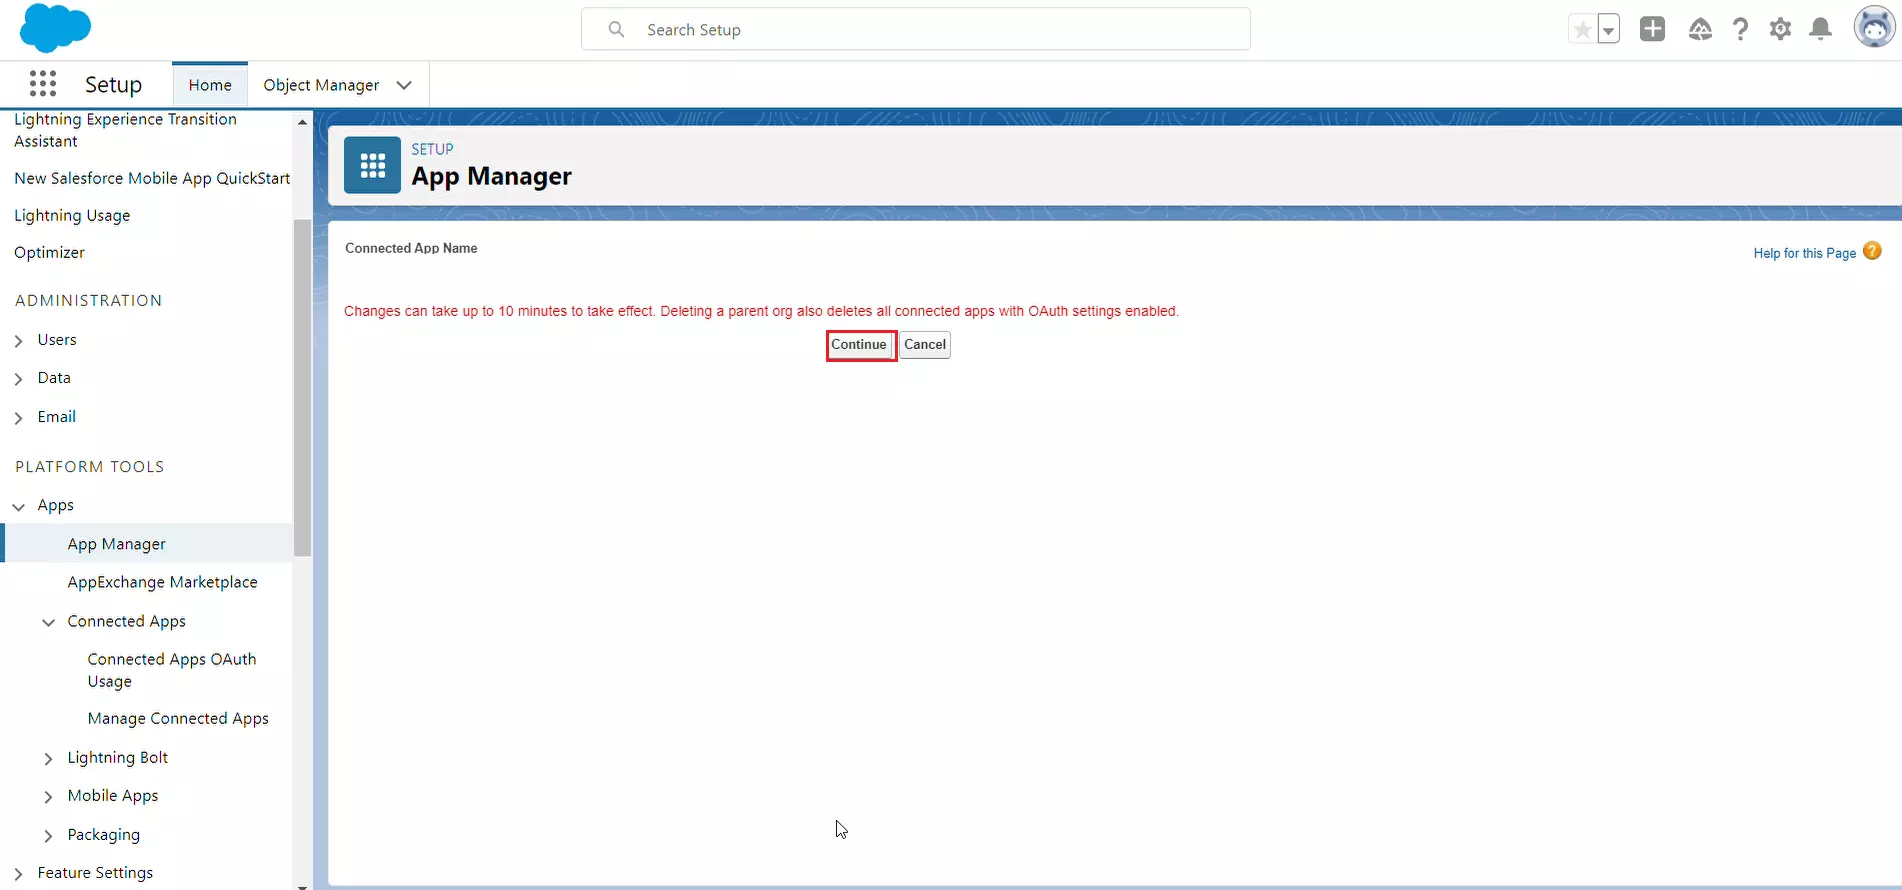 Search Setup
Setup
Home
Object Manager
Lightning Experience Transition
Assistant
New Salesforce Mobile App QuickStart
Lightning Usage
Optimizer
ADMINISTRATION
Users
Data
Email
PLATFORM TOOLS
Apps
App Manager
AppExchange Marketplace
Connected Apps
Connected Apps OAuth
Usage
Manage Connected Apps
Lightning Bolt
Mobile Apps
Packaging
Feature Settings
SETUP
App Manager
Connected App Name
Help for this Page
Changes can take up to 10 minutes to take effect. Deleting a parent org also deletes all connected apps with OAuth settings enabled.
Continue
Cancel